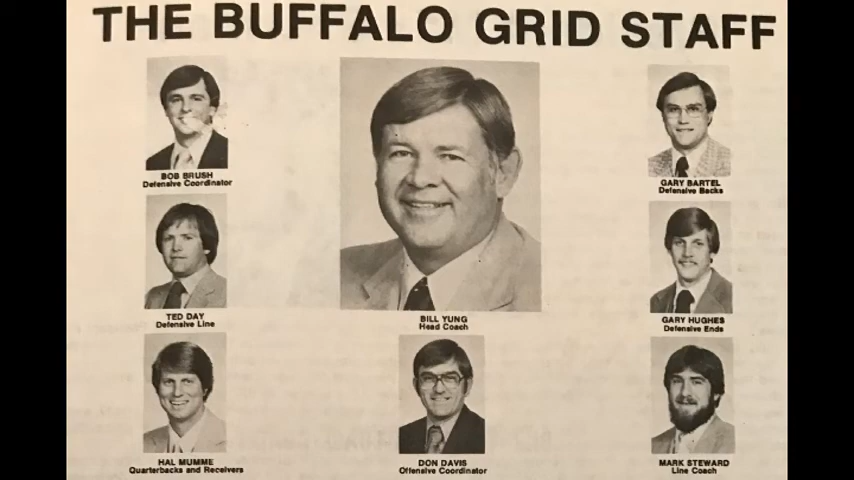 THE BUFFALO GRID STAFF
BOB BRUSH
Defensive Coordinator
GARY BARTEL
Defensive Backs
TED DAY
Defensive Line
BILL YUNG
Head Coach
GARY HUGHES
Defensive Ends
HAL MUMME
Quarterbacks and Receivers
DON DAVIS
Offensive Coordinator
MARK STEWARD
Line Coach